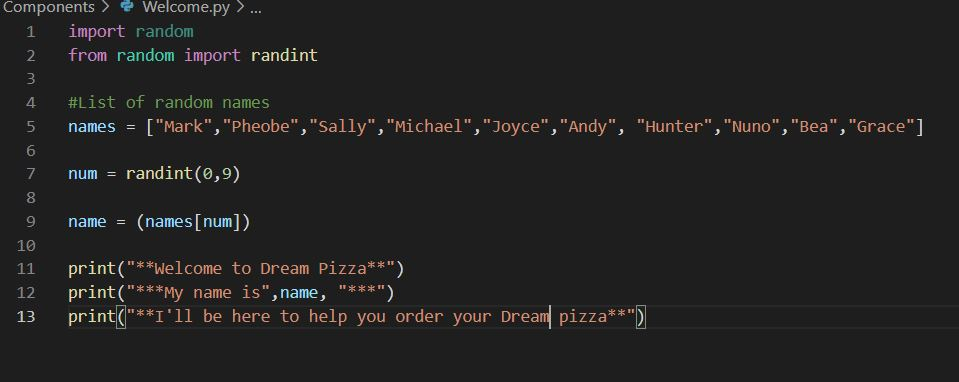 Components > Welcome.py > ...
1 import random
2 from random import randint
3
4 #List of random names
5 names = ["Mark","Pheobe","Sally","Michael","Joyce","Andy", "Hunter","Nuno","Bea","Grace"]
6
7 num = randint(0,9)
8
9 name = (names[num])
10
11 print("**Welcome to Dream Pizza**")
12 print("***My name is",name, "***")
13 print("**I'll be here to help you order your Dream pizza**")